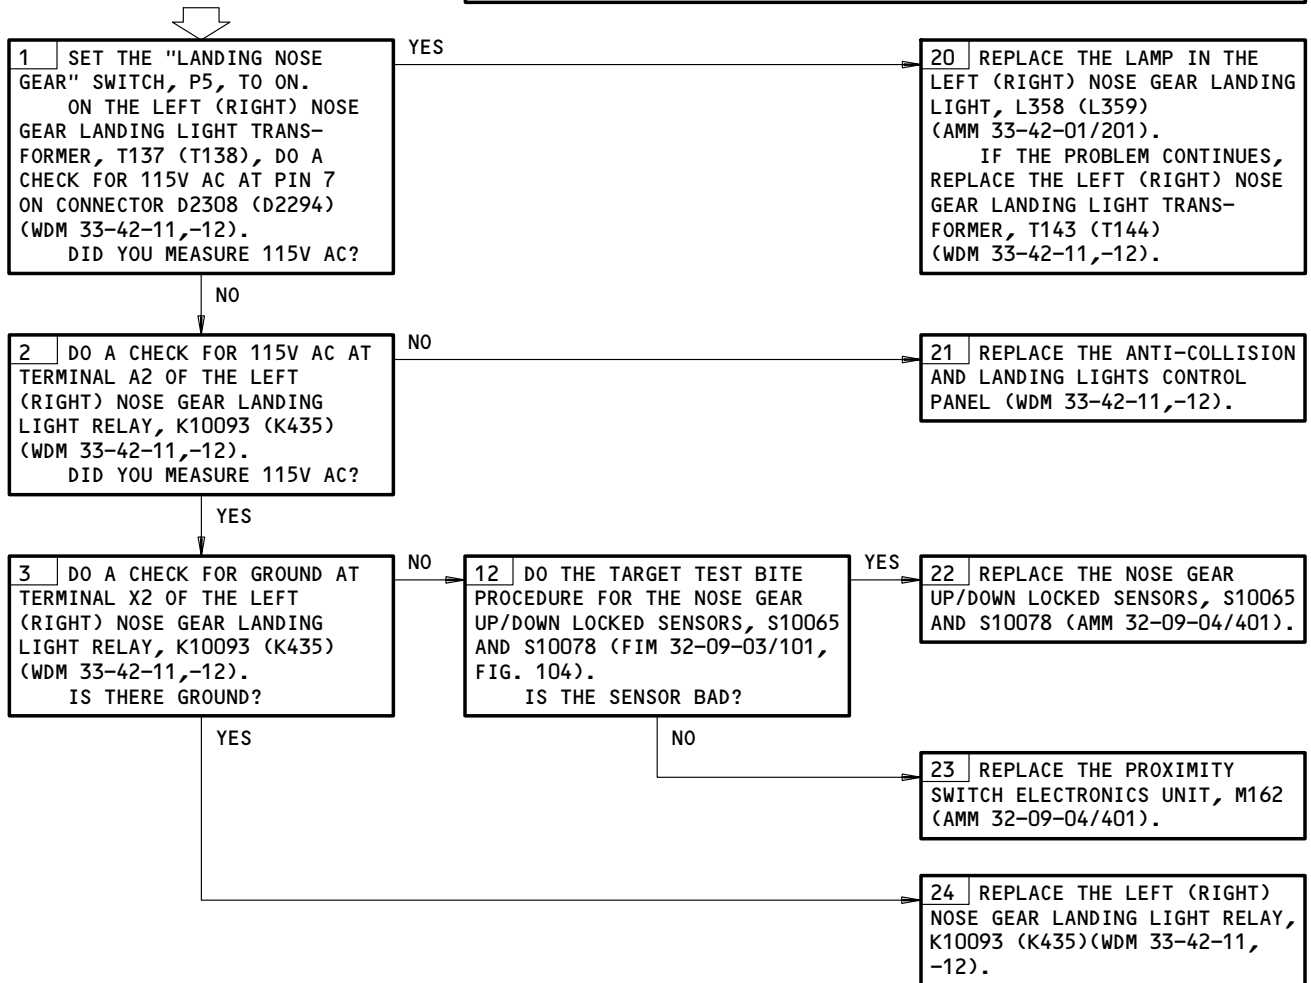 1 SET THE "LANDING NOSE
GEAR" SWITCH, P5, TO ON.
ON THE LEFT (RIGHT) NOSE
GEAR LANDING LIGHT TRANS-
FORMER, T137 (T138), DO A
CHECK FOR 115V AC AT PIN 7
ON CONNECTOR D2308 (D2294)
(WDM 33-42-11,-12).
DID YOU MEASURE 115V AC?
YES
20 REPLACE THE LAMP IN THE
LEFT (RIGHT) NOSE GEAR LANDING
LIGHT, L358 (L359)
(AMM 33-42-01/201).
IF THE PROBLEM CONTINUES,
REPLACE THE LEFT (RIGHT) NOSE
GEAR LANDING LIGHT TRANS-
FORMER, T143 (T144)
(WDM 33-42-11,-12).
NO
2 DO A CHECK FOR 115V AC AT
TERMINAL A2 OF THE LEFT
(RIGHT) NOSE GEAR LANDING
LIGHT RELAY, K10093 (K435)
(WDM 33-42-11,-12).
DID YOU MEASURE 115V AC?
NO
21 REPLACE THE ANTI-COLLISION
AND LANDING LIGHTS CONTROL
PANEL (WDM 33-42-11,-12).
YES
3 DO A CHECK FOR GROUND AT
TERMINAL X2 OF THE LEFT
(RIGHT) NOSE GEAR LANDING
LIGHT RELAY, K10093 (K435)
(WDM 33-42-11,-12).
IS THERE GROUND?
NO
12 DO THE TARGET TEST BITE
PROCEDURE FOR THE NOSE GEAR
UP/DOWN LOCKED SENSORS, S10065
AND S10078 (FIM 32-09-03/101,
FIG. 104).
IS THE SENSOR BAD?
YES
22 REPLACE THE NOSE GEAR
UP/DOWN LOCKED SENSORS, S10065
AND S10078 (AMM 32-09-04/401).
YES
NO
23 REPLACE THE PROXIMITY
SWITCH ELECTRONICS UNIT, M162
(AMM 32-09-04/401).
24 REPLACE THE LEFT (RIGHT)
NOSE GEAR LANDING LIGHT RELAY,
K10093 (K435)(WDM 33-42-11,
-12).